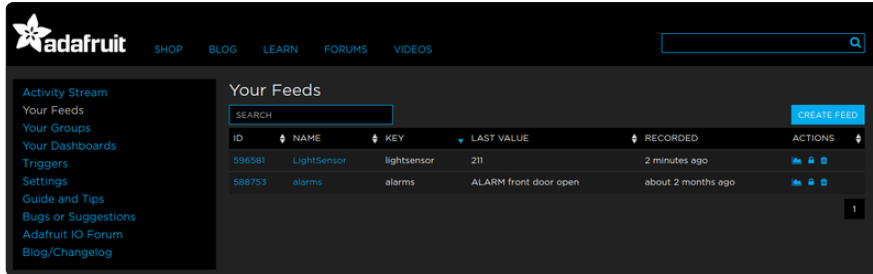 adafruit
SHOP BLOG LEARN FORUMS VIDEOS
Activity Stream
Your Feeds
Your Groups
Your Dashboards
Triggers
Settings
Guide and Tips
Bugs or Suggestions
Adafruit IO Forum
Blog/Changelog
Your Feeds
SEARCH
CREATE FEED
ID NAME KEY LAST VALUE RECORDED ACTIONS
596581 LightSensor lightsensor 211 2 minutes ago
588753 alarms alarms ALARM front door open about 2 months ago
1